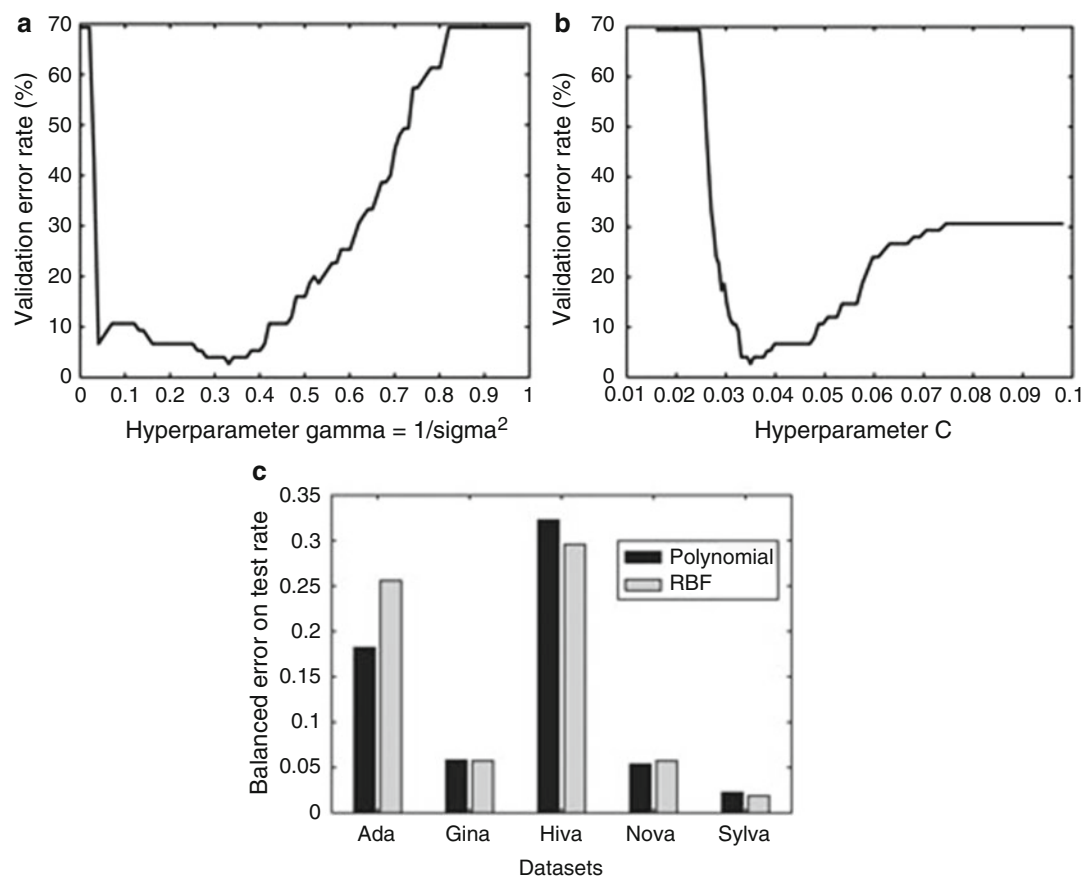 a
70
60
50
40
30
20
10
0
Validation error rate (%)
0 0.1 0.2 0.3 0.4 0.5 0.6 0.7 0.8 0.9 1
Hyperparameter gamma = 1/sigma²
b
70
60
50
40
30
20
10
0
Validation error rate (%)
0.01 0.02 0.03 0.04 0.05 0.06 0.07 0.08 0.09 0.1
Hyperparameter C
c
0.35
0.3
0.25
0.2
0.15
0.1
0.05
0
Balanced error on test rate
Polynomial
RBF
Ada Gina Hiva Nova Sylva
Datasets